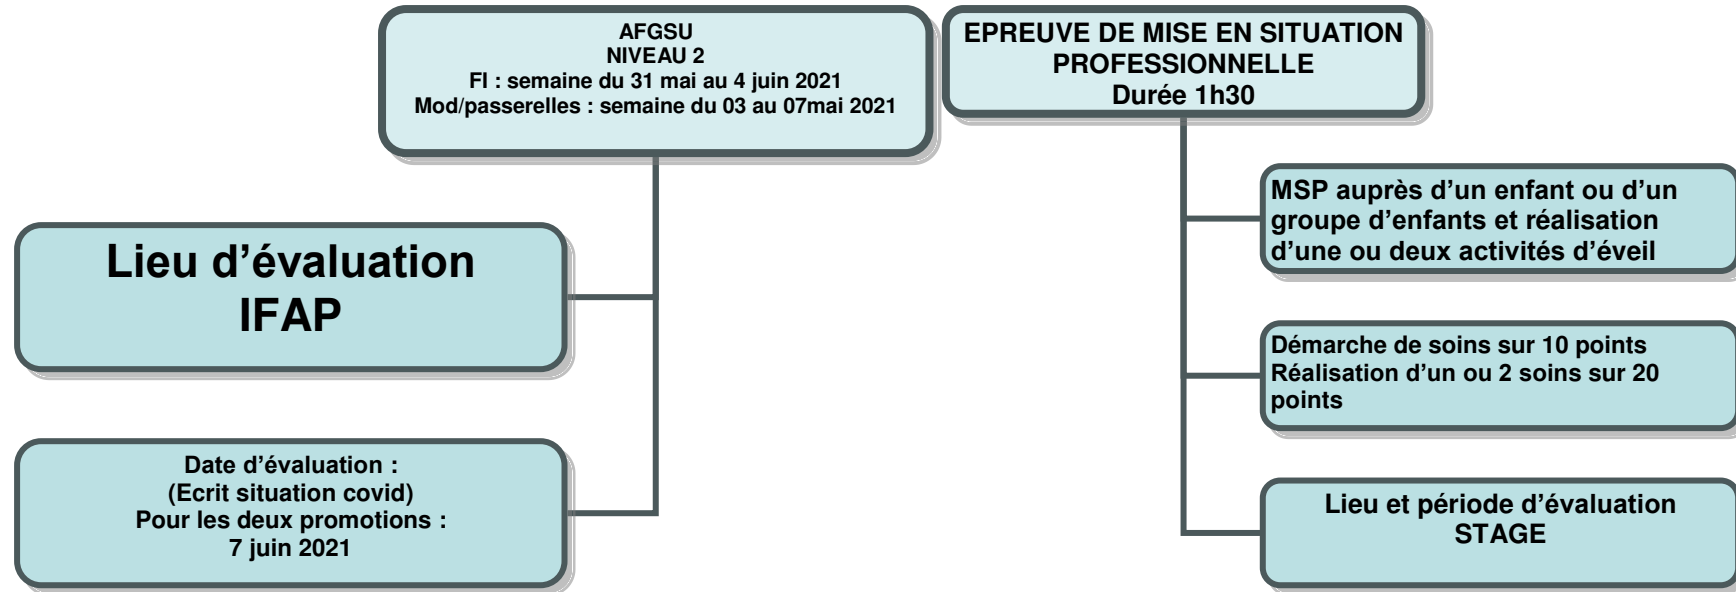 AFGSU
NIVEAU 2
FI : semaine du 31 mai au 4 juin 2021
Mod/passerelles : semaine du 03 au 07mai 2021
Lieu d’évaluation
IFAP
Date d’évaluation :
(Ecrit situation covid)
Pour les deux promotions :
7 juin 2021
EPREUVE DE MISE EN SITUATION
PROFESSIONNELLE
Durée 1h30
MSP auprès d’un enfant ou d’un
groupe d’enfants et réalisation
d’une ou deux activités d’éveil
Démarche de soins sur 10 points
Réalisation d’un ou 2 soins sur 20
points
Lieu et période d’évaluation
STAGE